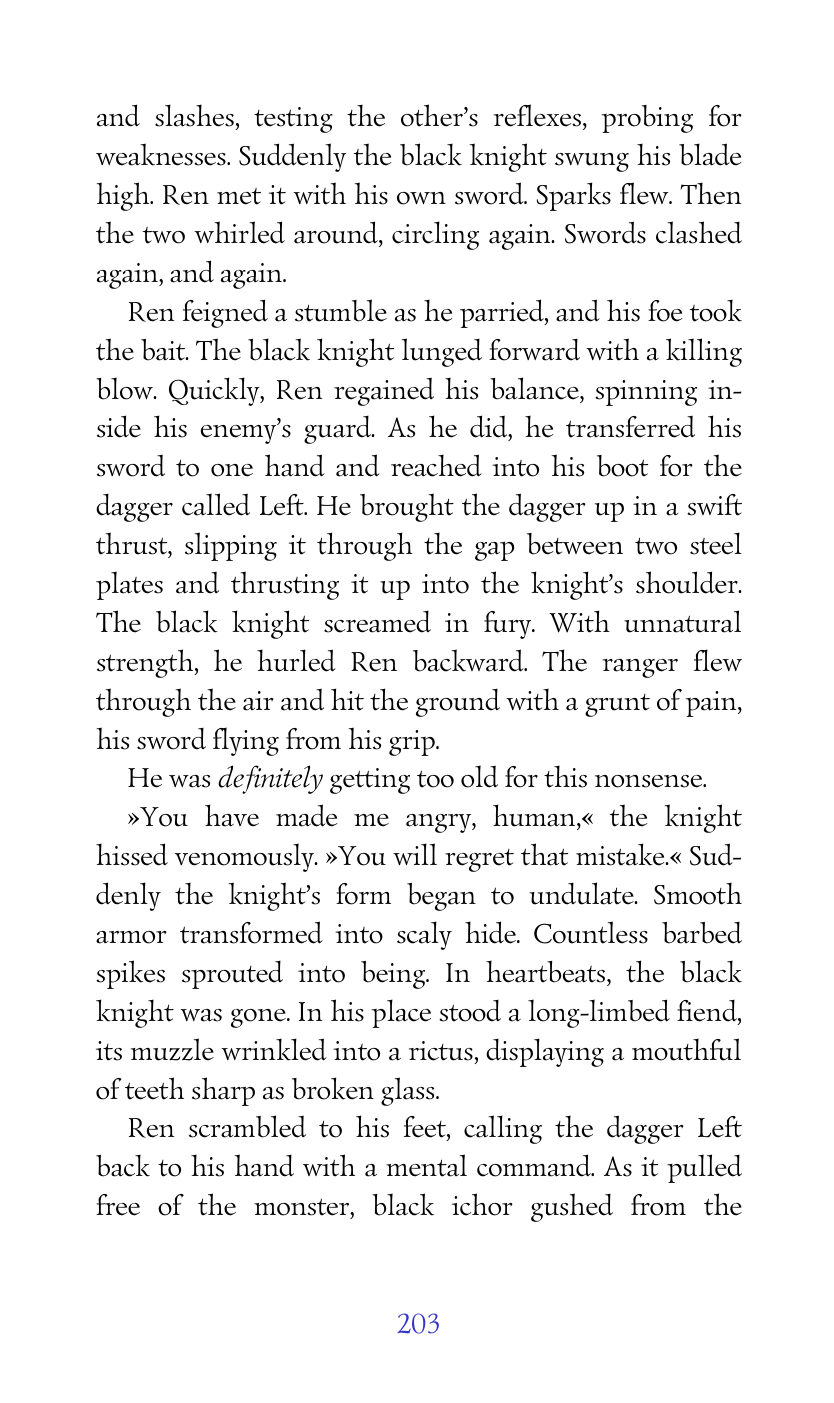 and slashes, testing the other's reflexes, probing for
weaknesses. Suddenly the black knight swung his blade
high. Ren met it with his own sword. Sparks flew. Then
the two whirled around, circling again. Swords clashed
again, and again.
Ren feigned a stumble as he parried, and his foe took
the bait. The black knight lunged forward with a killing
blow. Quickly, Ren regained his balance, spinning in-
side his enemy's guard. As he did, he transferred his
sword to one hand and reached into his boot for the
dagger called Left. He brought the dagger up in a swift
thrust, slipping it through the gap between two steel
plates and thrusting it up into the knight's shoulder.
The black knight screamed in fury. With unnatural
strength, he hurled Ren backward. The ranger flew
through the air and hit the ground with a grunt of pain,
his sword flying from his grip.
He was definitely getting too old for this nonsense.
»You have made me angry, human,« the knight
hissed venomously. »You will regret that mistake.« Sud-
denly the knight's form began to undulate. Smooth
armor transformed into scaly hide. Countless barbed
spikes sprouted into being. In heartbeats, the black
knight was gone. In his place stood a long-limbed fiend,
its muzzle wrinkled into a rictus, displaying a mouthful
of teeth sharp as broken glass.
Ren scrambled to his feet, calling the dagger Left
back to his hand with a mental command. As it pulled
free of the monster, black ichor gushed from the
203